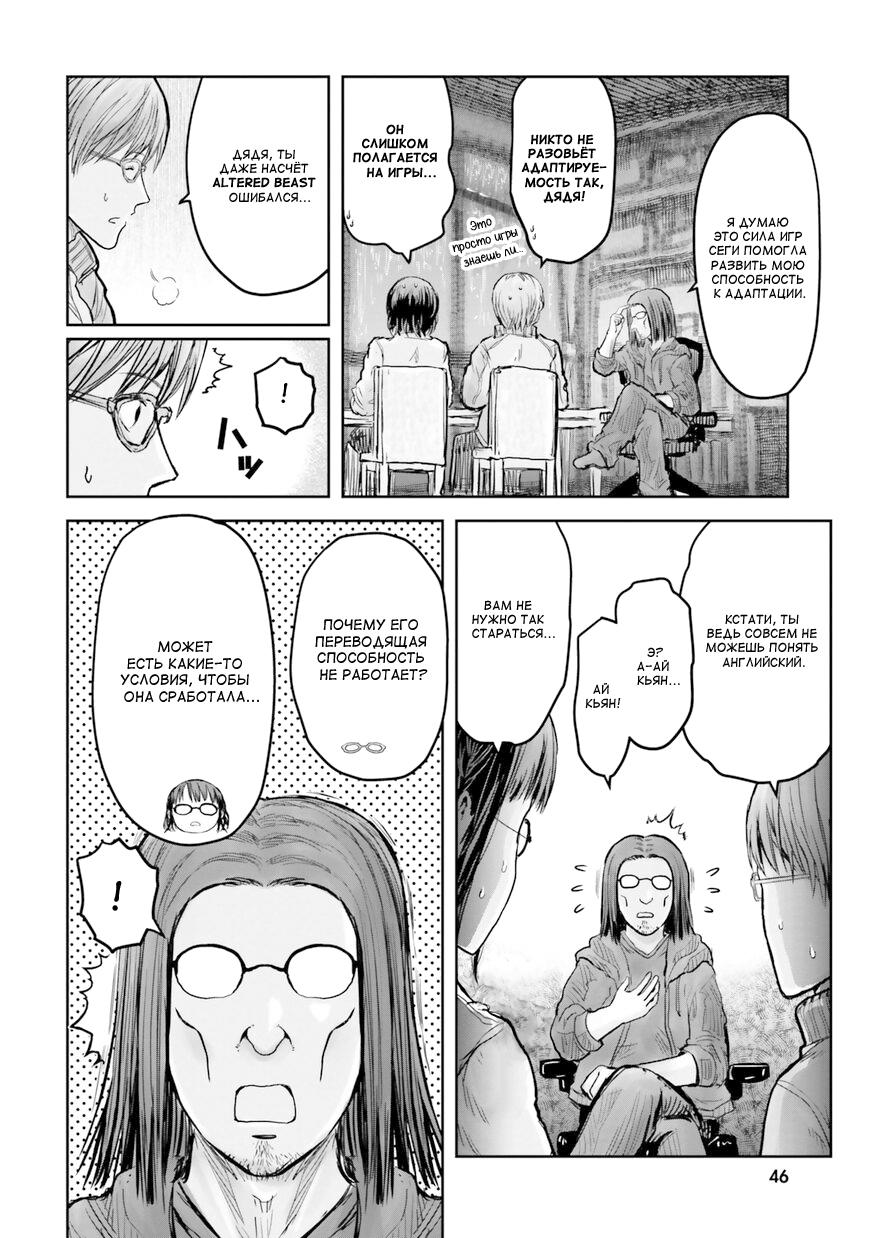 Я ДУМАЮ
ЭТО СИЛА ИГР
СЕГИ ПОМОГЛА
РАЗВИТЬ МОЮ
СПОСОБНОСТЬ
К АДАПТАЦИИ.
НИКТО НЕ
РАЗОВЬЁТ
АДАПТИРУЕ-
МОСТЬ ТАК,
ДЯДЯ!
Это
просто игры
знаешь ли...
ОН
СЛИШКОМ
ПОЛАГАЕТСЯ
НА ИГРЫ...
ДЯДЯ, ТЫ
ДАЖЕ НАСЧЁТ
ALTERED BEAST
ОШИБАЛСЯ...
!
ハッ
КСТАТИ, ТЫ
ВЕДЬ СОВСЕМ НЕ
МОЖЕШЬ ПОНЯТЬ
АНГЛИЙСКИЙ.
Э?
А-АЙ
КЬЯН...
АЙ
КЬЯН!
ВАМ НЕ
НУЖНО ТАК
СТАРАТЬСЯ...
ПОЧЕМУ ЕГО
ПЕРЕВОДЯЩАЯ
СПОСОБНОСТЬ
НЕ РАБОТАЕТ?
МОЖЕТ
ЕСТЬ КАКИЕ-ТО
УСЛОВИЯ, ЧТОБЫ
ОНА СРАБОТАЛА...
!
46